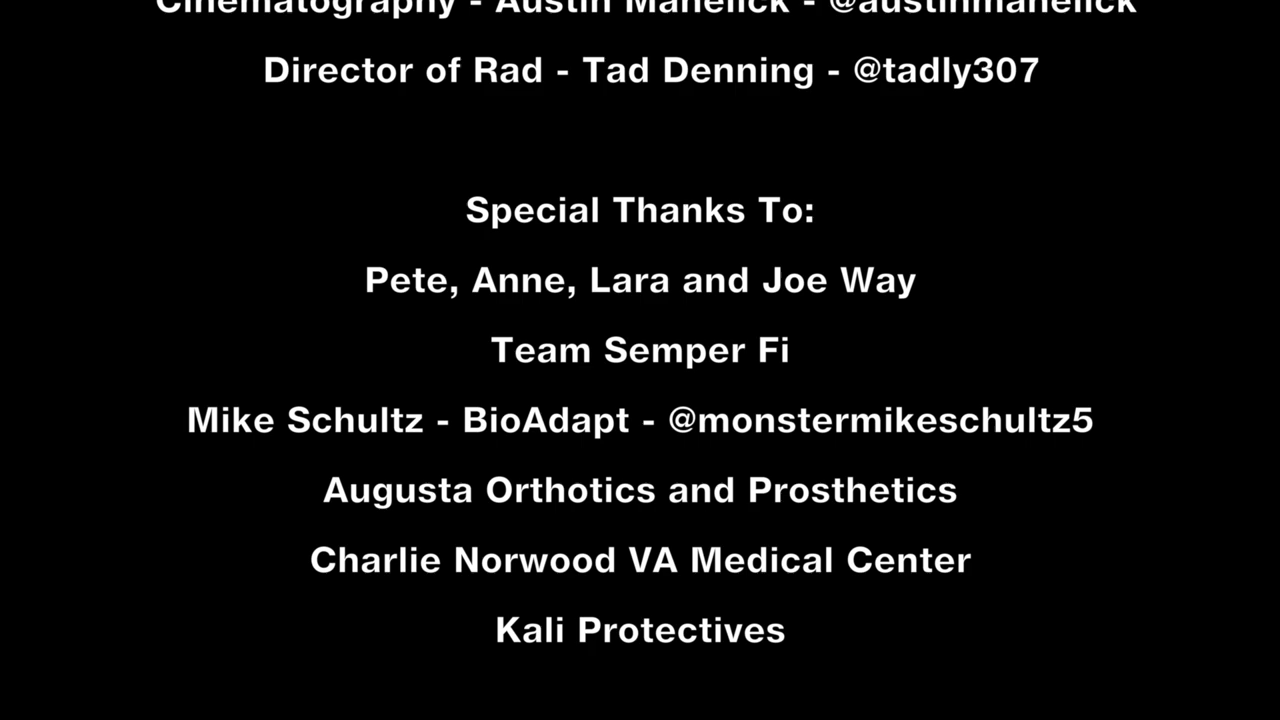 Cinematography - Austin Manelick - @austinmanelick
Director of Rad - Tad Denning - @tadly307
Special Thanks To:
Pete, Anne, Lara and Joe Way
Team Semper Fi
Mike Schultz - BioAdapt - @monstermikeschultz5
Augusta Orthotics and Prosthetics
Charlie Norwood VA Medical Center
Kali Protectives